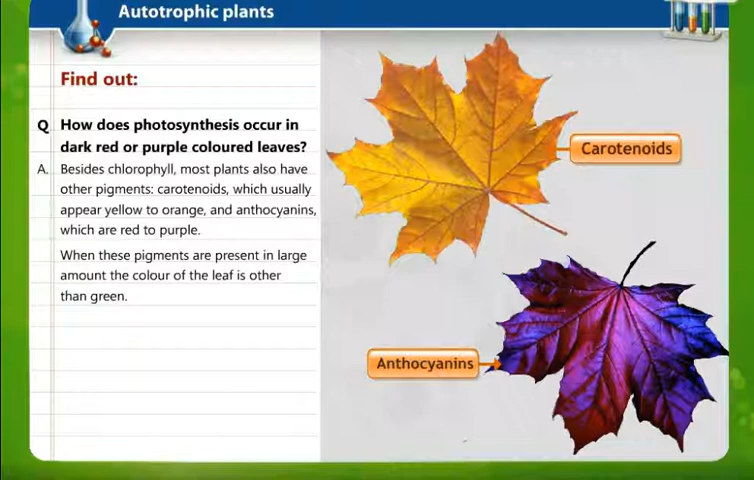 Autotrophic plants
Find out:
Q How does photosynthesis occur in
dark red or purple coloured leaves?
A. Besides chlorophyll, most plants also have
other pigments: carotenoids, which usually
appear yellow to orange, and anthocyanins,
which are red to purple.
When these pigments are present in large
amount the colour of the leaf is other
than green.
Carotenoids
Anthocyanins